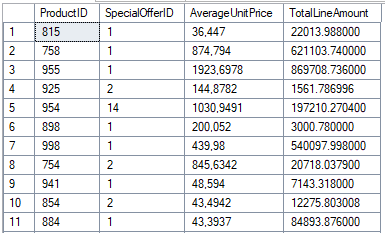 ProductID SpecialOfferID AverageUnitPrice TotalLineAmount
1 815 1 36,447 22013.988000
2 758 1 874,794 621103.740000
3 955 1 1923,6978 869708.736000
4 925 2 144,8782 1561.786996
5 954 14 1030,9491 197210.270400
6 898 1 200,052 3000.780000
7 998 1 439,98 540097.998000
8 754 2 845,6342 20718.037900
9 941 1 48,594 7143.318000
10 854 2 43,4942 12275.803008
11 884 1 43,3937 84893.876000